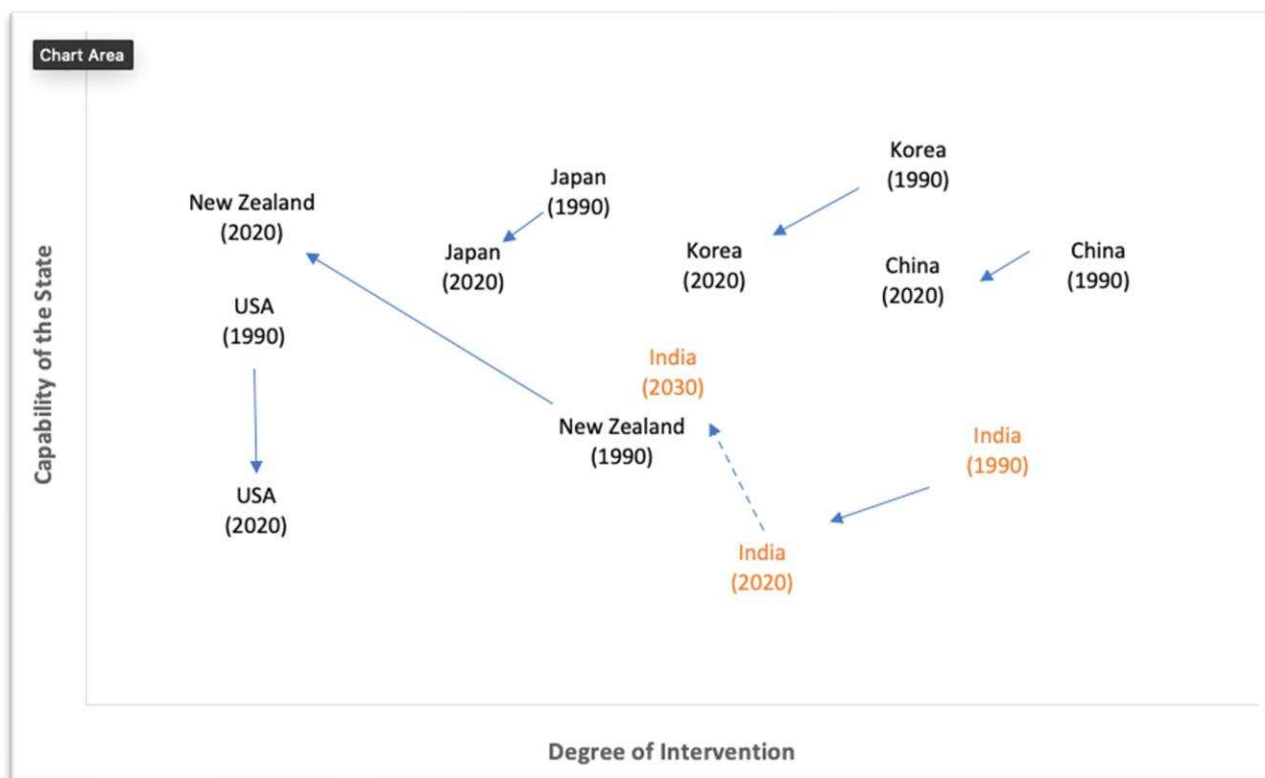 Chart Area
Korea
(1990)
Japan
(1990)
New Zealand
(2020)
Japan
(2020)
Korea
(2020)
China
(2020)
China
(1990)
USA
(1990)
India
(2030)
New Zealand
(1990)
India
(1990)
USA
(2020)
India
(2020)
Capability of the State
Degree of Intervention